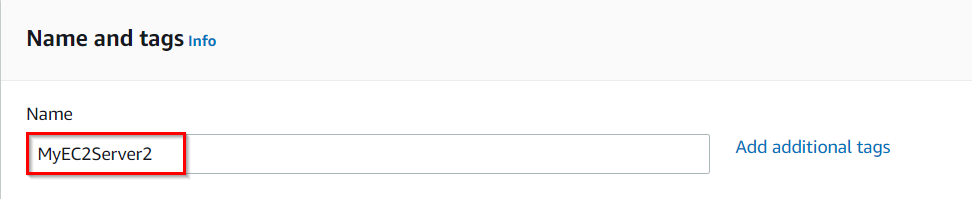 Name and tags Info
Name
MyEC2Server2
Add additional tags